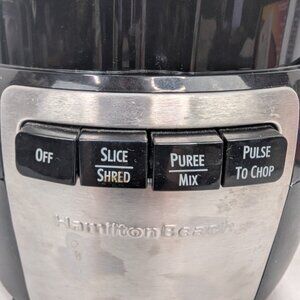 OFF
SLICE
SHRED
PUREE
MIX
PULSE
TO CHOP
Hamilton Beach